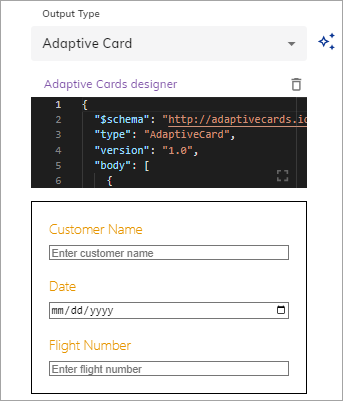 Output Type
Adaptive Card
Adaptive Cards designer
1 {
2 "$schema": "http://adaptivecards.io
3 "type": "AdaptiveCard",
4 "version": "1.0",
5 "body": [
6 {
Customer Name
Enter customer name
Date
mm/dd/yyyy
Flight Number
Enter flight number